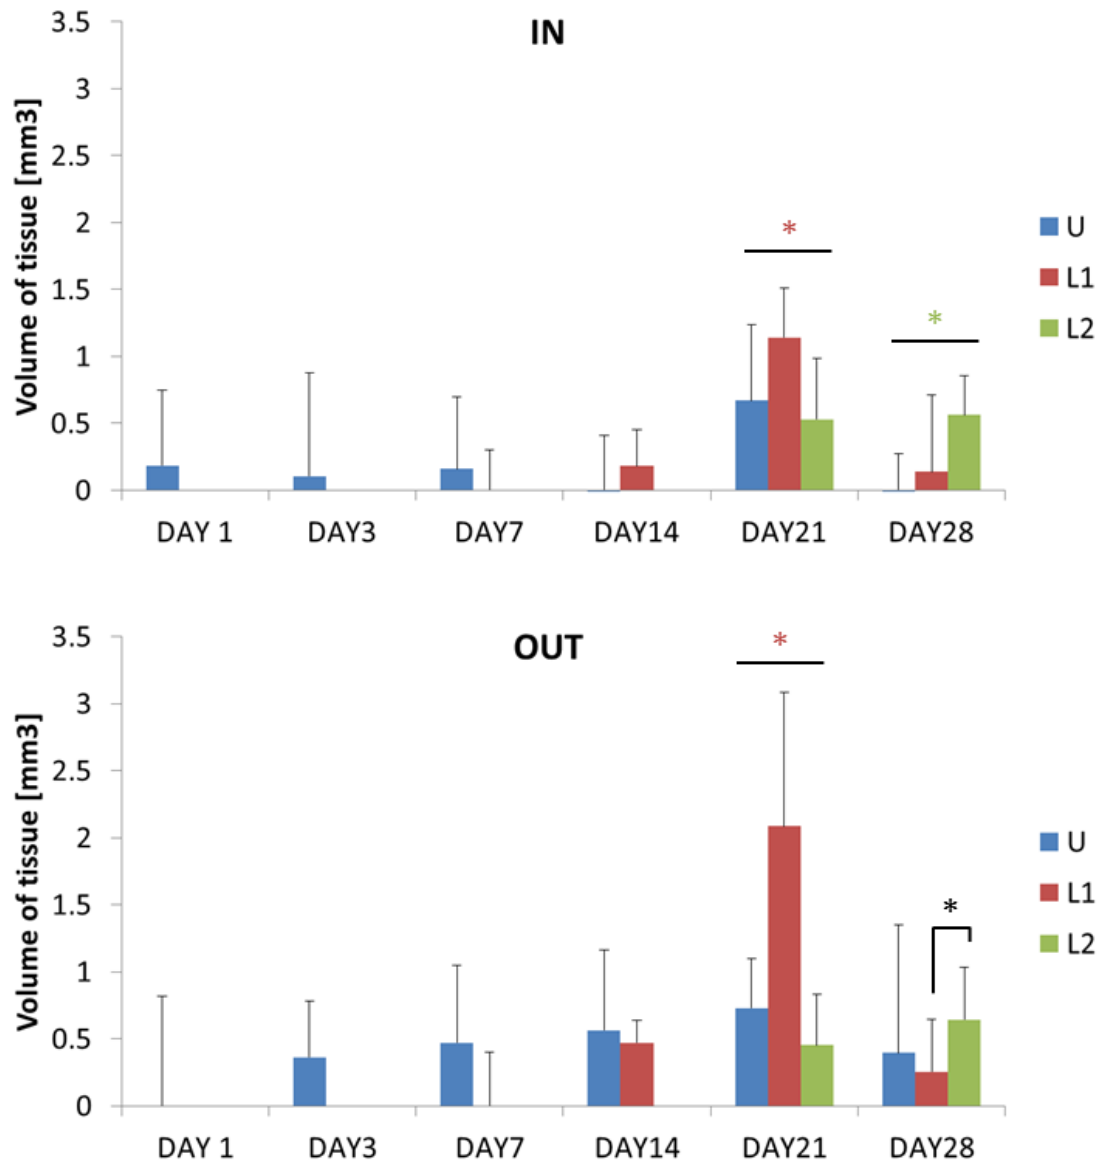 IN
Volume of tissue [mm3]
3.5
3
2.5
2
1.5
1
0.5
0
*
*
DAY 1 DAY3 DAY7 DAY14 DAY21 DAY28
U
L1
L2
OUT
Volume of tissue [mm3]
3.5
3
2.5
2
1.5
1
0.5
0
*
*
DAY 1 DAY3 DAY7 DAY14 DAY21 DAY28
U
L1
L2